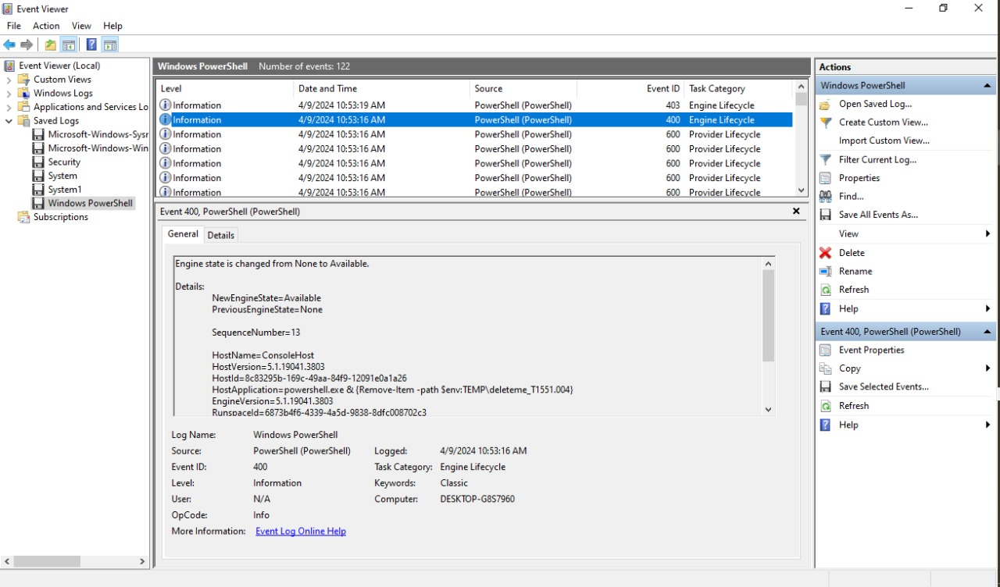 Event Viewer
File Action View Help
Event Viewer (Local)
Custom Views
Windows Logs
Applications and Services Lo
Saved Logs
Microsoft-Windows-Sysr
Microsoft-Windows-Win
Security
System
System1
Windows PowerShell
Subscriptions
Windows PowerShell Number of events: 122
Level Date and Time Source Event ID Task Category
Information 4/9/2024 10:53:19 AM PowerShell (PowerShell) 403 Engine Lifecycle
Information 4/9/2024 10:53:16 AM PowerShell (PowerShell) 400 Engine Lifecycle
Information 4/9/2024 10:53:16 AM PowerShell (PowerShell) 600 Provider Lifecycle
Information 4/9/2024 10:53:16 AM PowerShell (PowerShell) 600 Provider Lifecycle
Information 4/9/2024 10:53:16 AM PowerShell (PowerShell) 600 Provider Lifecycle
Information 4/9/2024 10:53:16 AM PowerShell (PowerShell) 600 Provider Lifecycle
Information 4/9/2024 10:53:16 AM PowerShell (PowerShell) 600 Provider Lifecycle
Event 400, PowerShell (PowerShell)
General Details
Engine state is changed from None to Available.
Details:
NewEngineState=Available
PreviousEngineState=None
SequenceNumber=13
HostName=ConsoleHost
HostVersion=5.1.19041.3803
HostId=8c83295b-169c-49aa-84f9-12091e0a1a26
HostApplication=powershell.exe & {Remove-Item -path $env:TEMP\deleteme_T1551.004}
EngineVersion=5.1.19041.3803
RunspaceId=6873b4f6-4339-4a5d-9838-8dfc008702c3
Log Name: Windows PowerShell
Source: PowerShell (PowerShell) Logged: 4/9/2024 10:53:16 AM
Event ID: 400 Task Category: Engine Lifecycle
Level: Information Keywords: Classic
User: N/A Computer: DESKTOP-G8S7960
OpCode: Info
More Information: Event Log Online Help
Actions
Windows PowerShell
Open Saved Log...
Create Custom View...
Import Custom View...
Filter Current Log...
Properties
Find...
Save All Events As...
View
Delete
Rename
Refresh
Help
Event 400, PowerShell (PowerShell)
Event Properties
Copy
Save Selected Events...
Refresh
Help